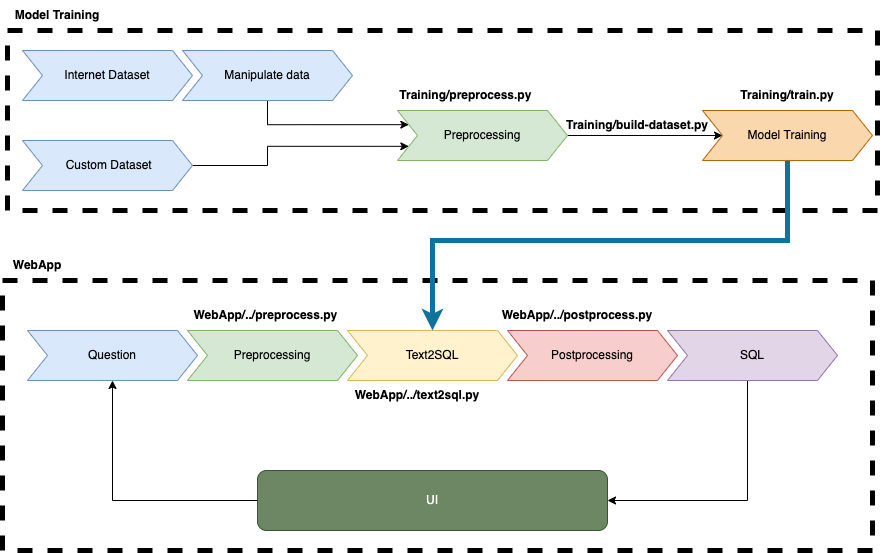 Model Training
Internet Dataset
Manipulate data
Training/preprocess.py
Training/train.py
Preprocessing
Training/build-dataset.py
Model Training
Custom Dataset
WebApp
WebApp/../preprocess.py
WebApp/../postprocess.py
Question
Preprocessing
Text2SQL
Postprocessing
SQL
WebApp/../text2sql.py
UI